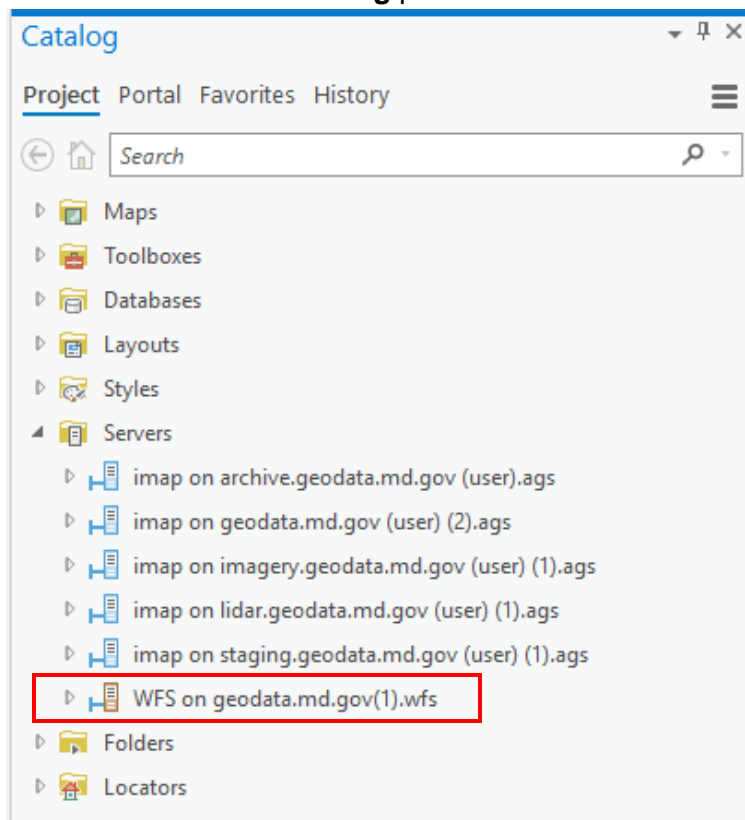 Catalog
Project Portal Favorites History
Search
Maps
Toolboxes
Databases
Layouts
Styles
Servers
imap on archive.geodata.md.gov (user).ags
imap on geodata.md.gov (user) (2).ags
imap on imagery.geodata.md.gov (user) (1).ags
imap on lidar.geodata.md.gov (user) (1).ags
imap on staging.geodata.md.gov (user) (1).ags
WFS on geodata.md.gov(1).wfs
Folders
Locators